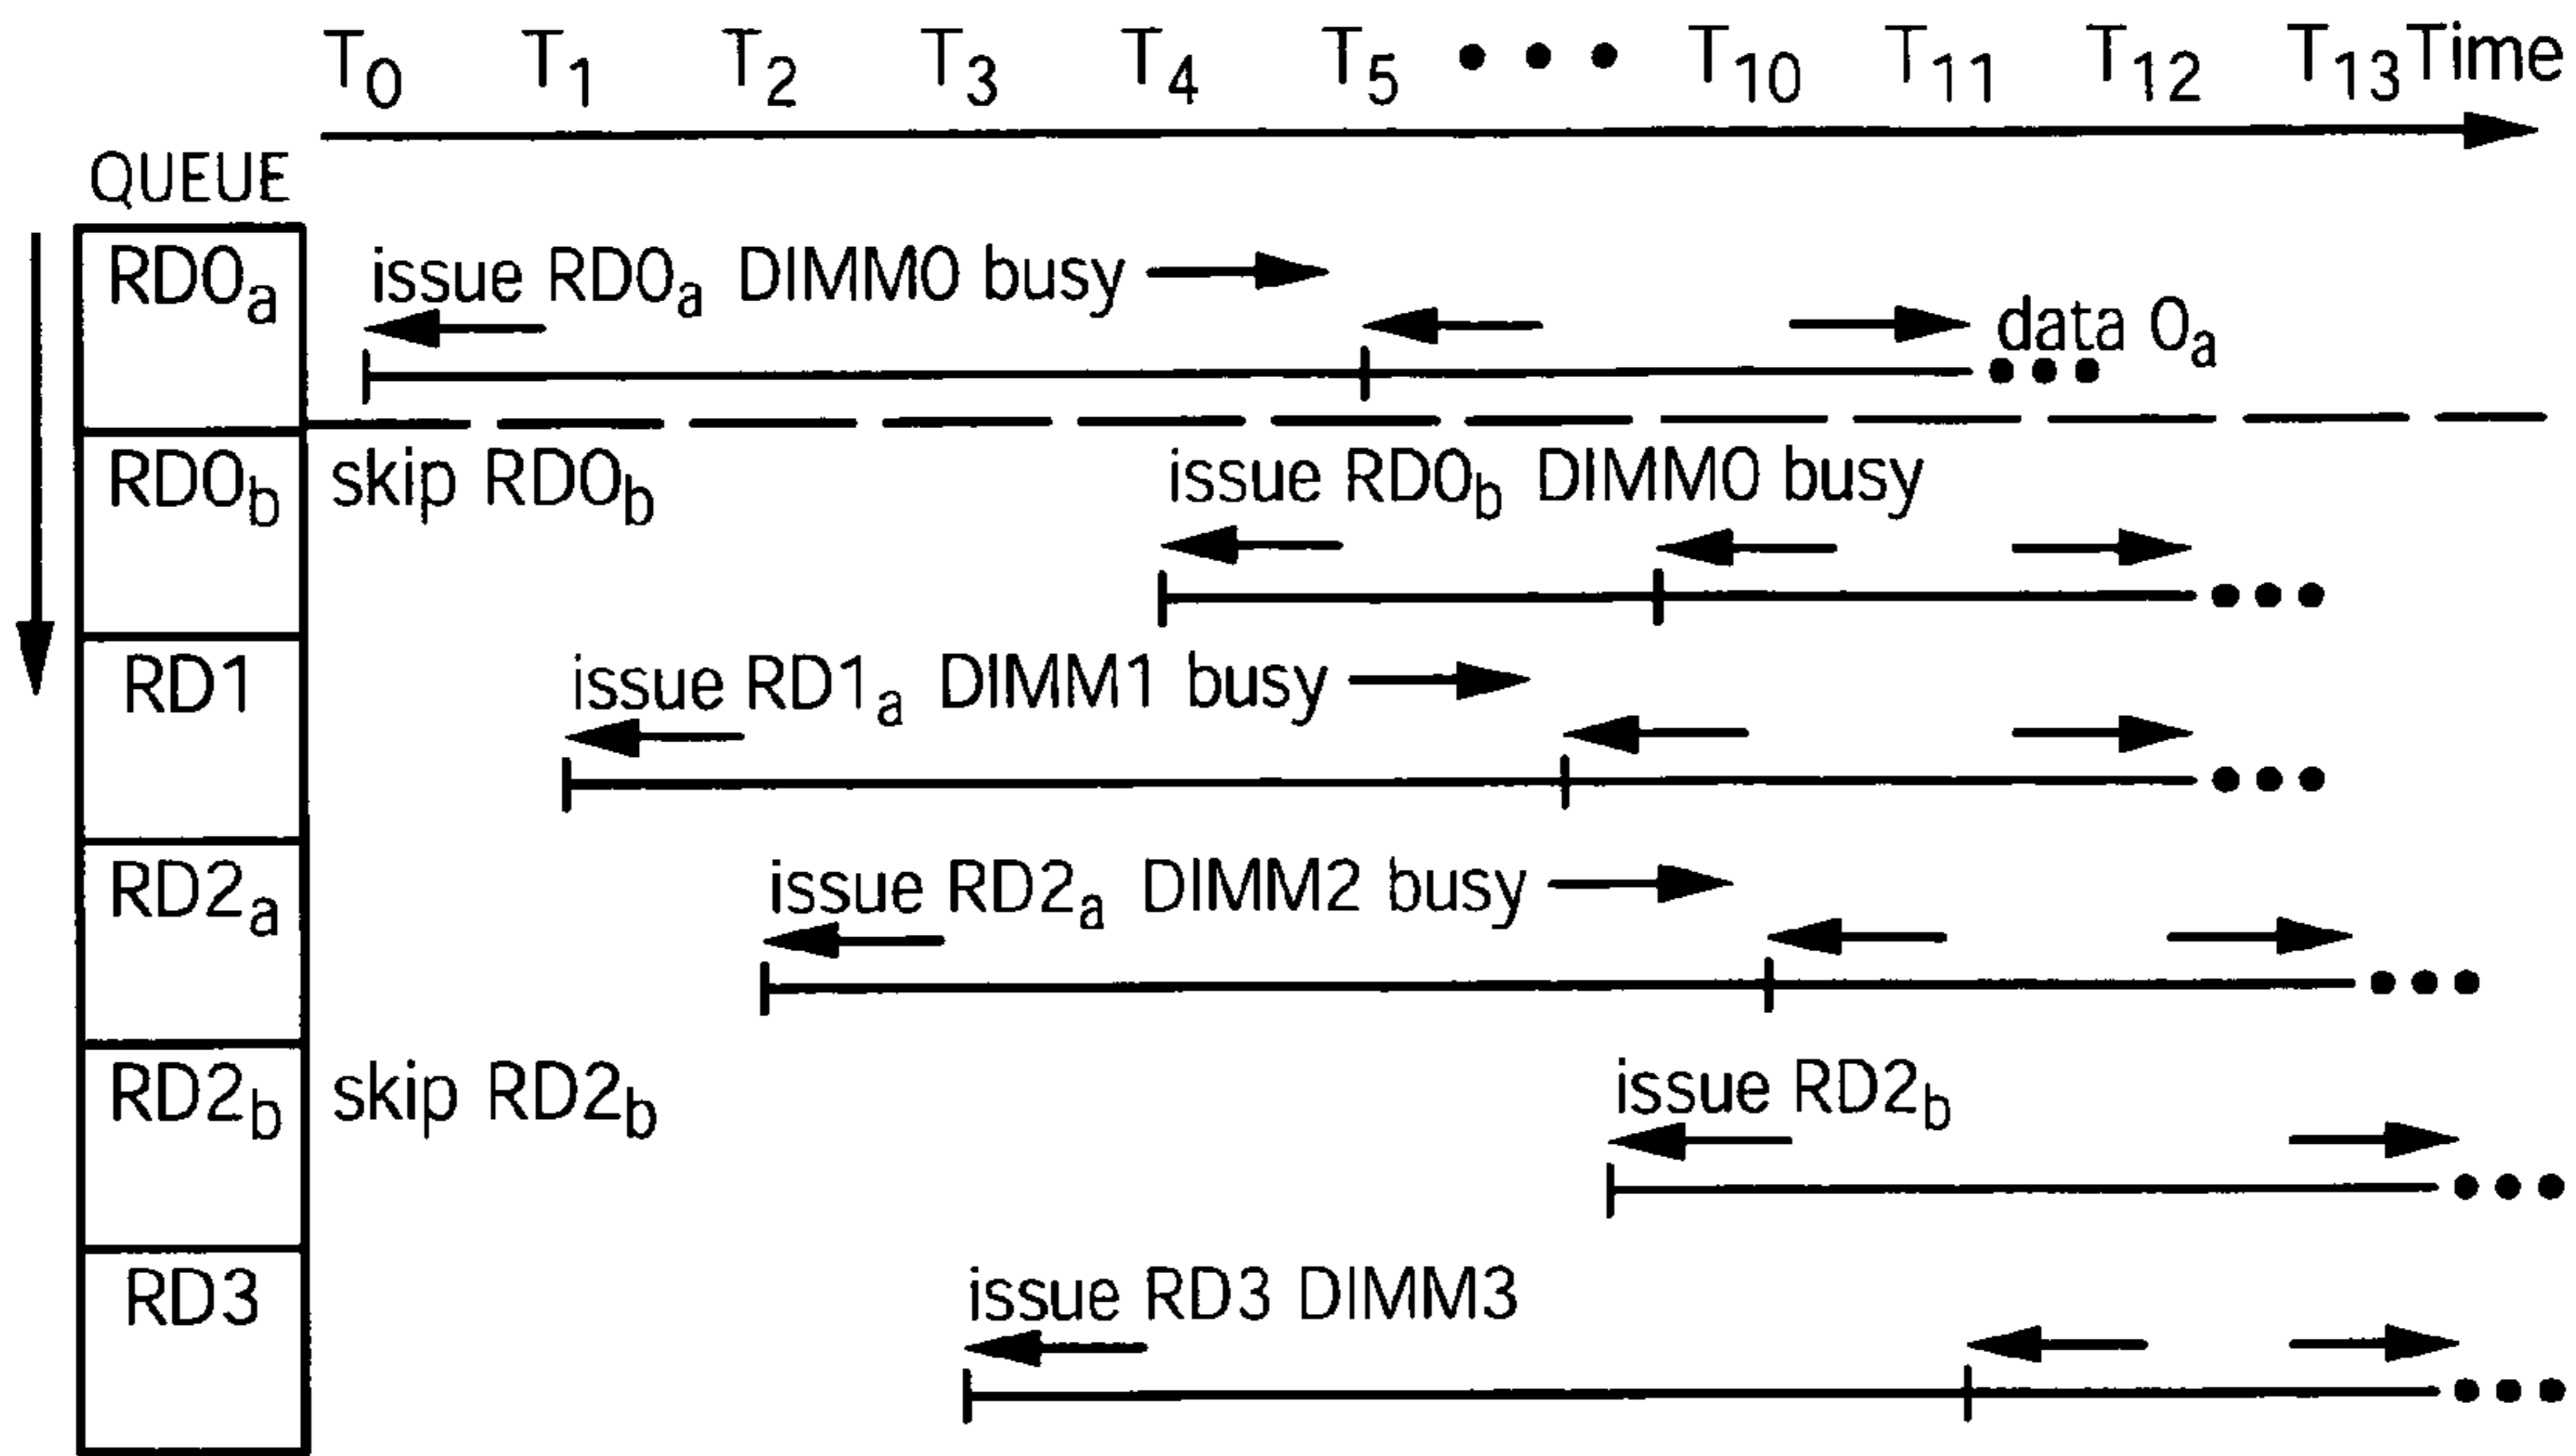 T0 T1 T2 T3 T4 T5 • • • T10 T11 T12 T13 Time
QUEUE
RD0a issue RD0a DIMM0 busy
data 0a
RD0b skip RD0b issue RD0b DIMM0 busy
RD1 issue RD1a DIMM1 busy
RD2a issue RD2a DIMM2 busy
RD2b skip RD2b issue RD2b
RD3 issue RD3 DIMM3